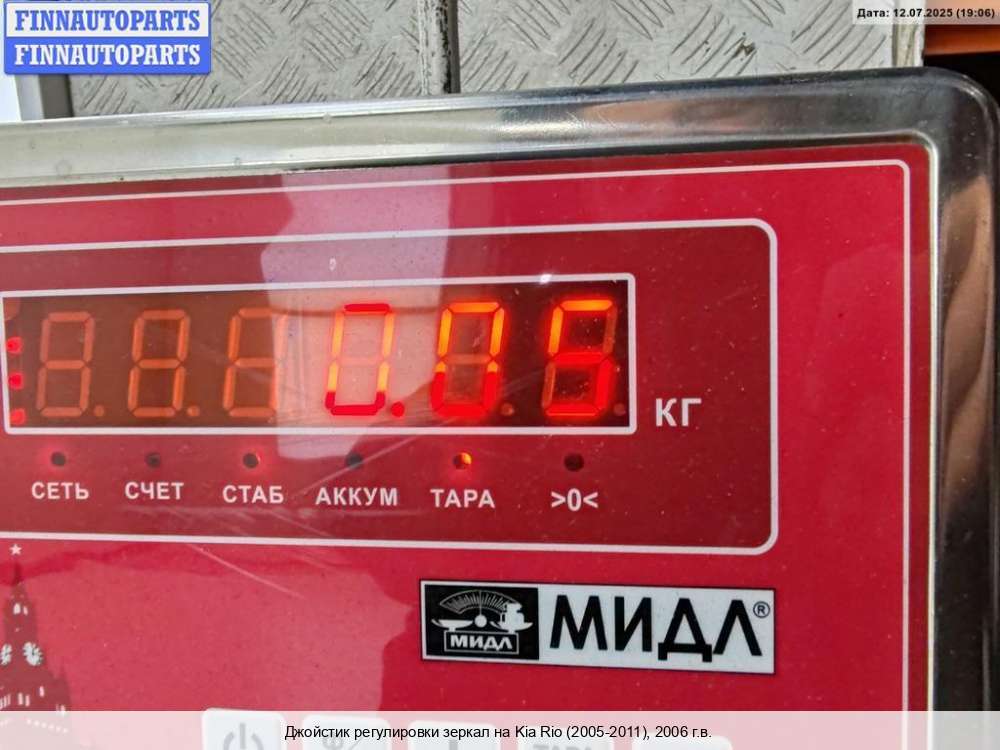 FINNAUTOPARTS
FINNAUTOPARTS
Дата: 12.07.2025 (19:06)
0.05
КГ
СЕТЬ СЧЕТ СТАБ АККУМ ТАРА >0<
МИДЛ
МИДЛ®
Джойстик регулировки зеркал на Kia Rio (2005-2011), 2006 г.в.